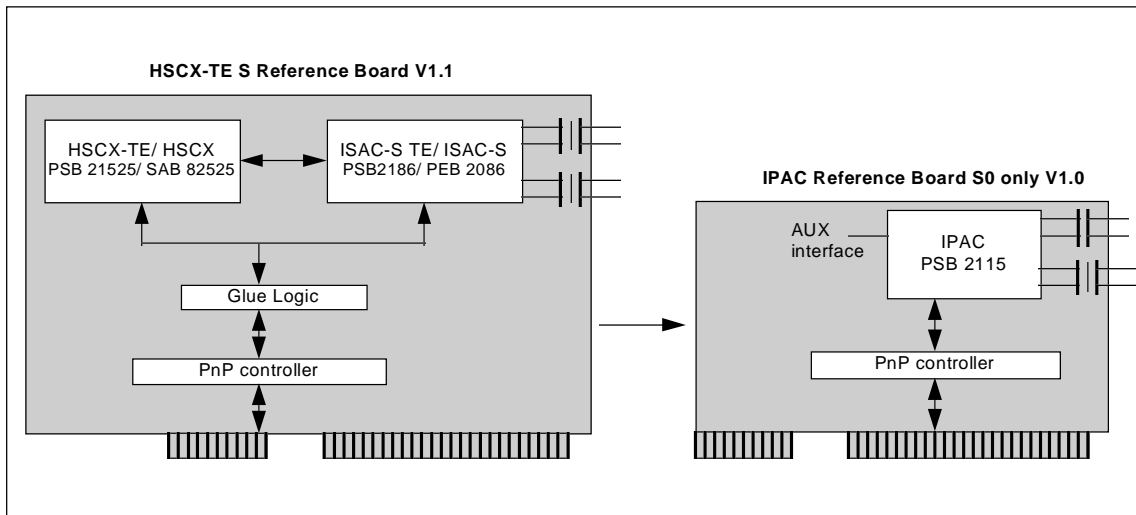 HSCX-TE S Reference Board V1.1
HSCX-TE/ HSCX
PSB 21525/ SAB 82525
ISAC-S TE/ ISAC-S
PSB2186/ PEB 2086
Glue Logic
PnP controller
IPAC Reference Board S0 only V1.0
AUX
interface
IPAC
PSB 2115
PnP controller